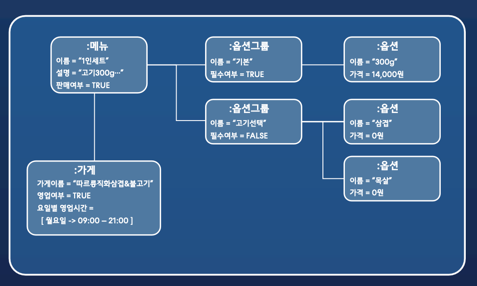 :메뉴
이름 = "1인세트"
설명 = "고기300g…"
판매여부 = TRUE
:옵션그룹
이름 = "기본"
필수여부 = TRUE
:옵션
이름 = "300g"
가격 = 14,000원
:옵션그룹
이름 = "고기선택"
필수여부 = FALSE
:옵션
이름 = "삼겹"
가격 = 0원
:옵션
이름 = "목살"
가격 = 0원
:가게
가게이름 = "따르릉직화삼겹&불고기"
영업여부 = TRUE
요일별 영업시간 =
[ 월요일 -> 09:00 – 21:00 ]